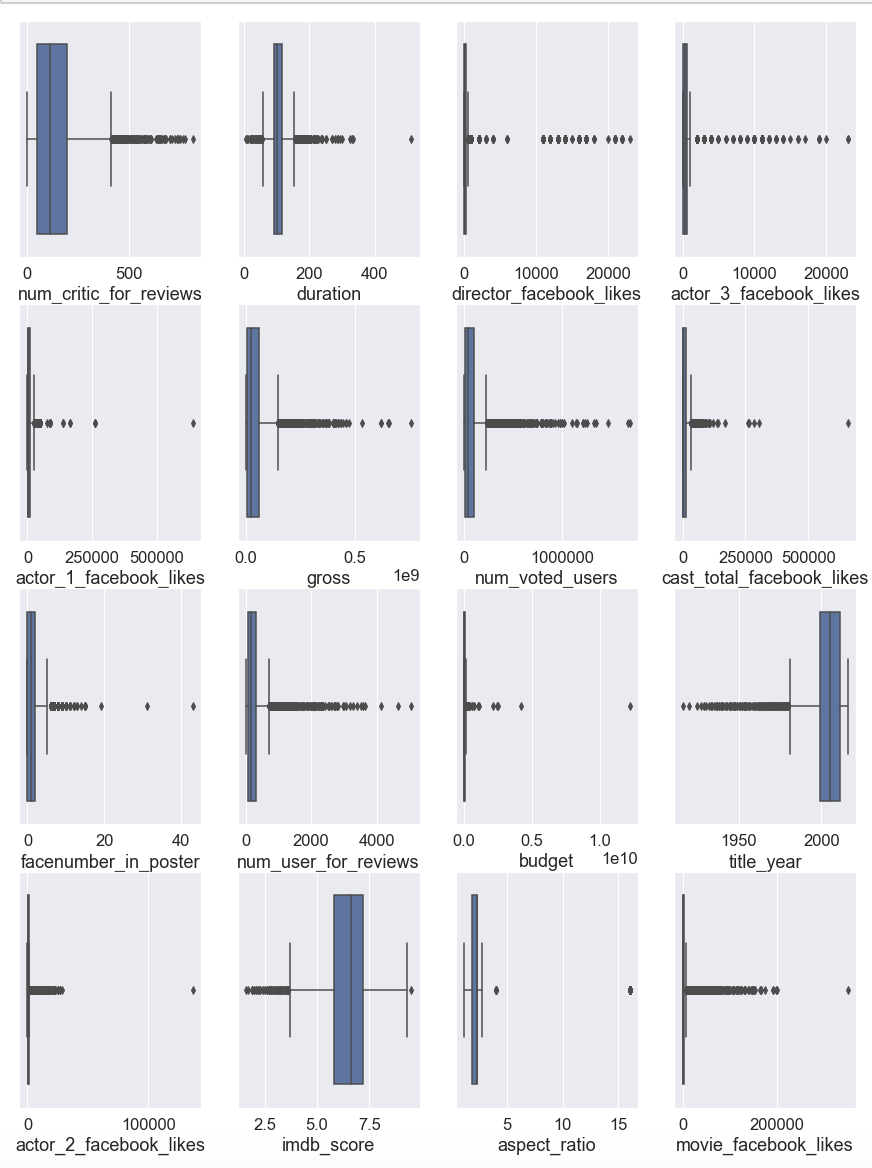 0 500
num_critic_for_reviews
0 200 400
duration
0 10000 20000
director_facebook_likes
0 10000 20000
actor_3_facebook_likes
0 250000 500000
actor_1_facebook_likes
0.0 0.5
gross 1e9
0 1000000
num_voted_users
0 250000 500000
cast_total_facebook_likes
0 20 40
facenumber_in_poster
0 2000 4000
num_user_for_reviews
0.0 0.5 1.0
budget 1e10
1950 2000
title_year
0 100000
actor_2_facebook_likes
2.5 5.0 7.5
imdb_score
5 10 15
aspect_ratio
0 200000
movie_facebook_likes